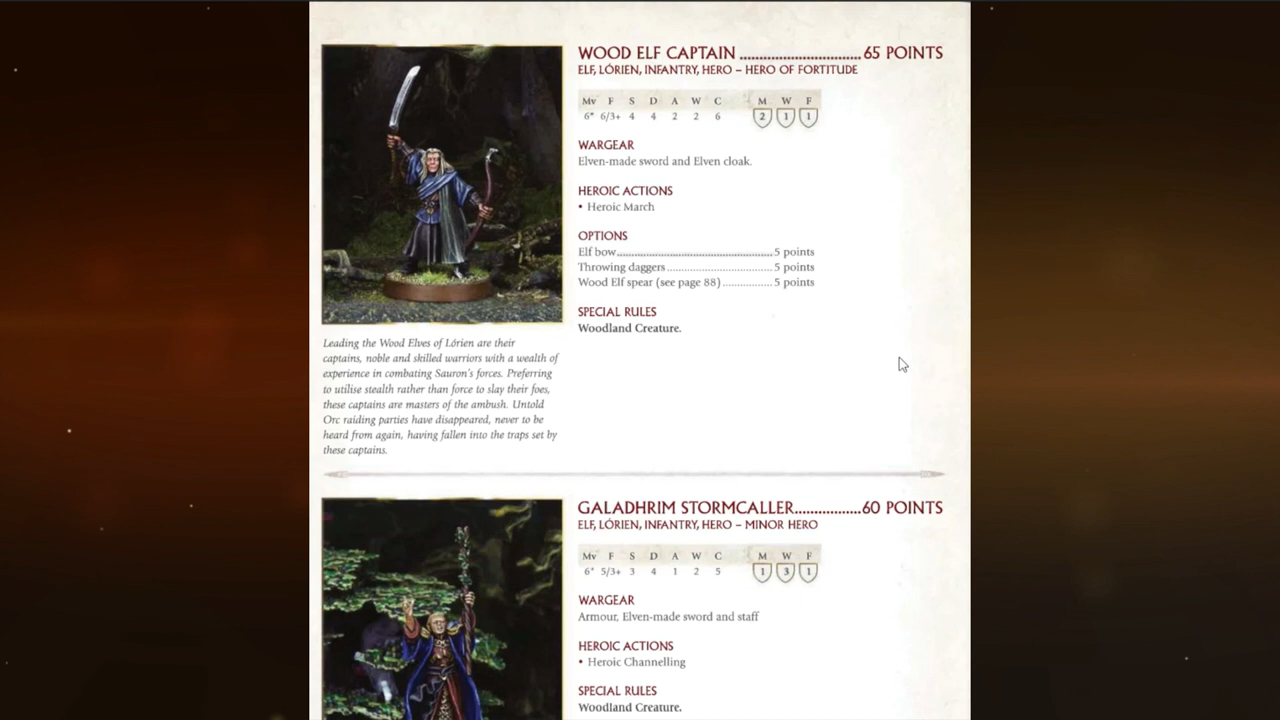 WOOD ELF CAPTAIN ............................. 65 POINTS
ELF, LÓRIEN, INFANTRY, HERO – HERO OF FORTITUDE
Mv F S D A W C M W F
6" 6/3+ 4 4 2 2 6 2 1 1
WARGEAR
Elven-made sword and Elven cloak.
HEROIC ACTIONS
• Heroic March
OPTIONS
Elf bow.................................................... 5 points
Throwing daggers ................................... 5 points
Wood Elf spear (see page 88) ................. 5 points
SPECIAL RULES
Woodland Creature.
Leading the Wood Elves of Lórien are their
captains, noble and skilled warriors with a wealth of
experience in combating Sauron's forces. Preferring
to utilise stealth rather than force to slay their foes,
these captains are masters of the ambush. Untold
Orc raiding parties have disappeared, never to be
heard from again, having fallen into the traps set by
these captains.
GALADHRIM STORMCALLER................. 60 POINTS
ELF, LÓRIEN, INFANTRY, HERO – MINOR HERO
Mv F S D A W C M W F
6" 5/3+ 3 4 1 2 5 1 3 1
WARGEAR
Armour, Elven-made sword and staff
HEROIC ACTIONS
• Heroic Channelling
SPECIAL RULES
Woodland Creature.